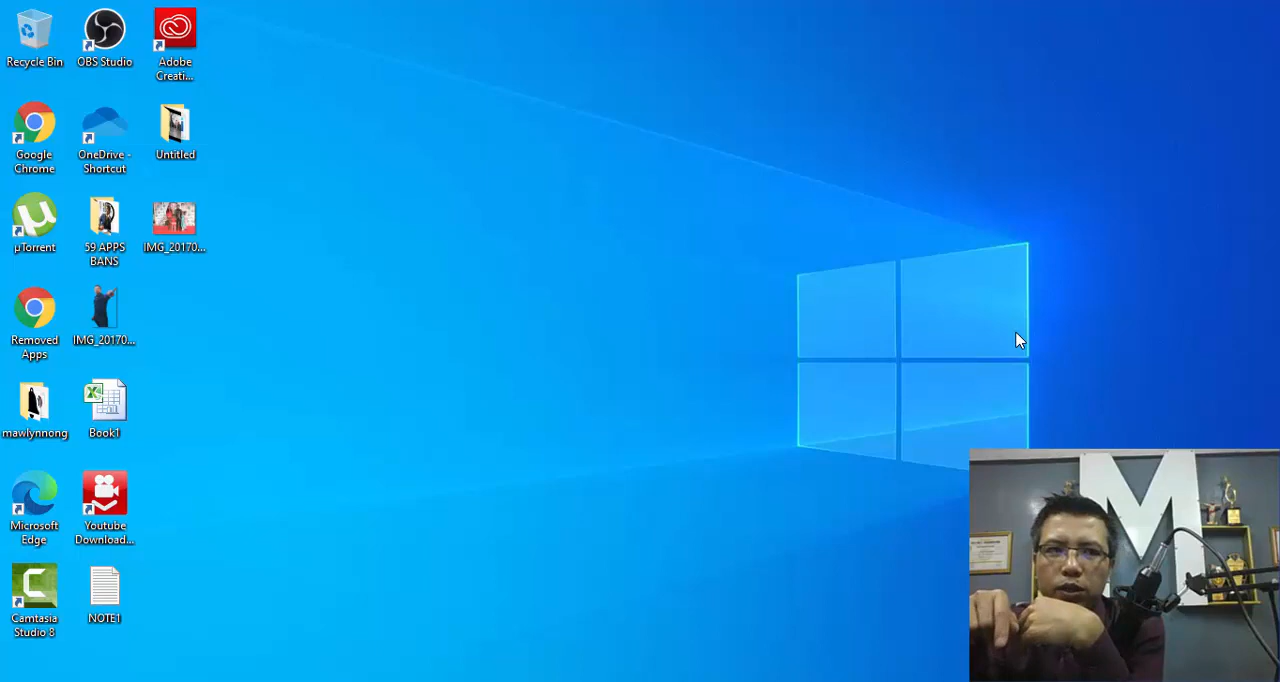 Recycle Bin
OBS Studio
Adobe
Creati...
Google
Chrome
OneDrive -
Shortcut
Untitled
µTorrent
59 APPS
BANS
IMG_20170...
Removed
Apps
IMG_20170...
mawlynnong
Book1
Microsoft
Edge
Youtube
Download...
Camtasia
Studio 8
NOTE1
M